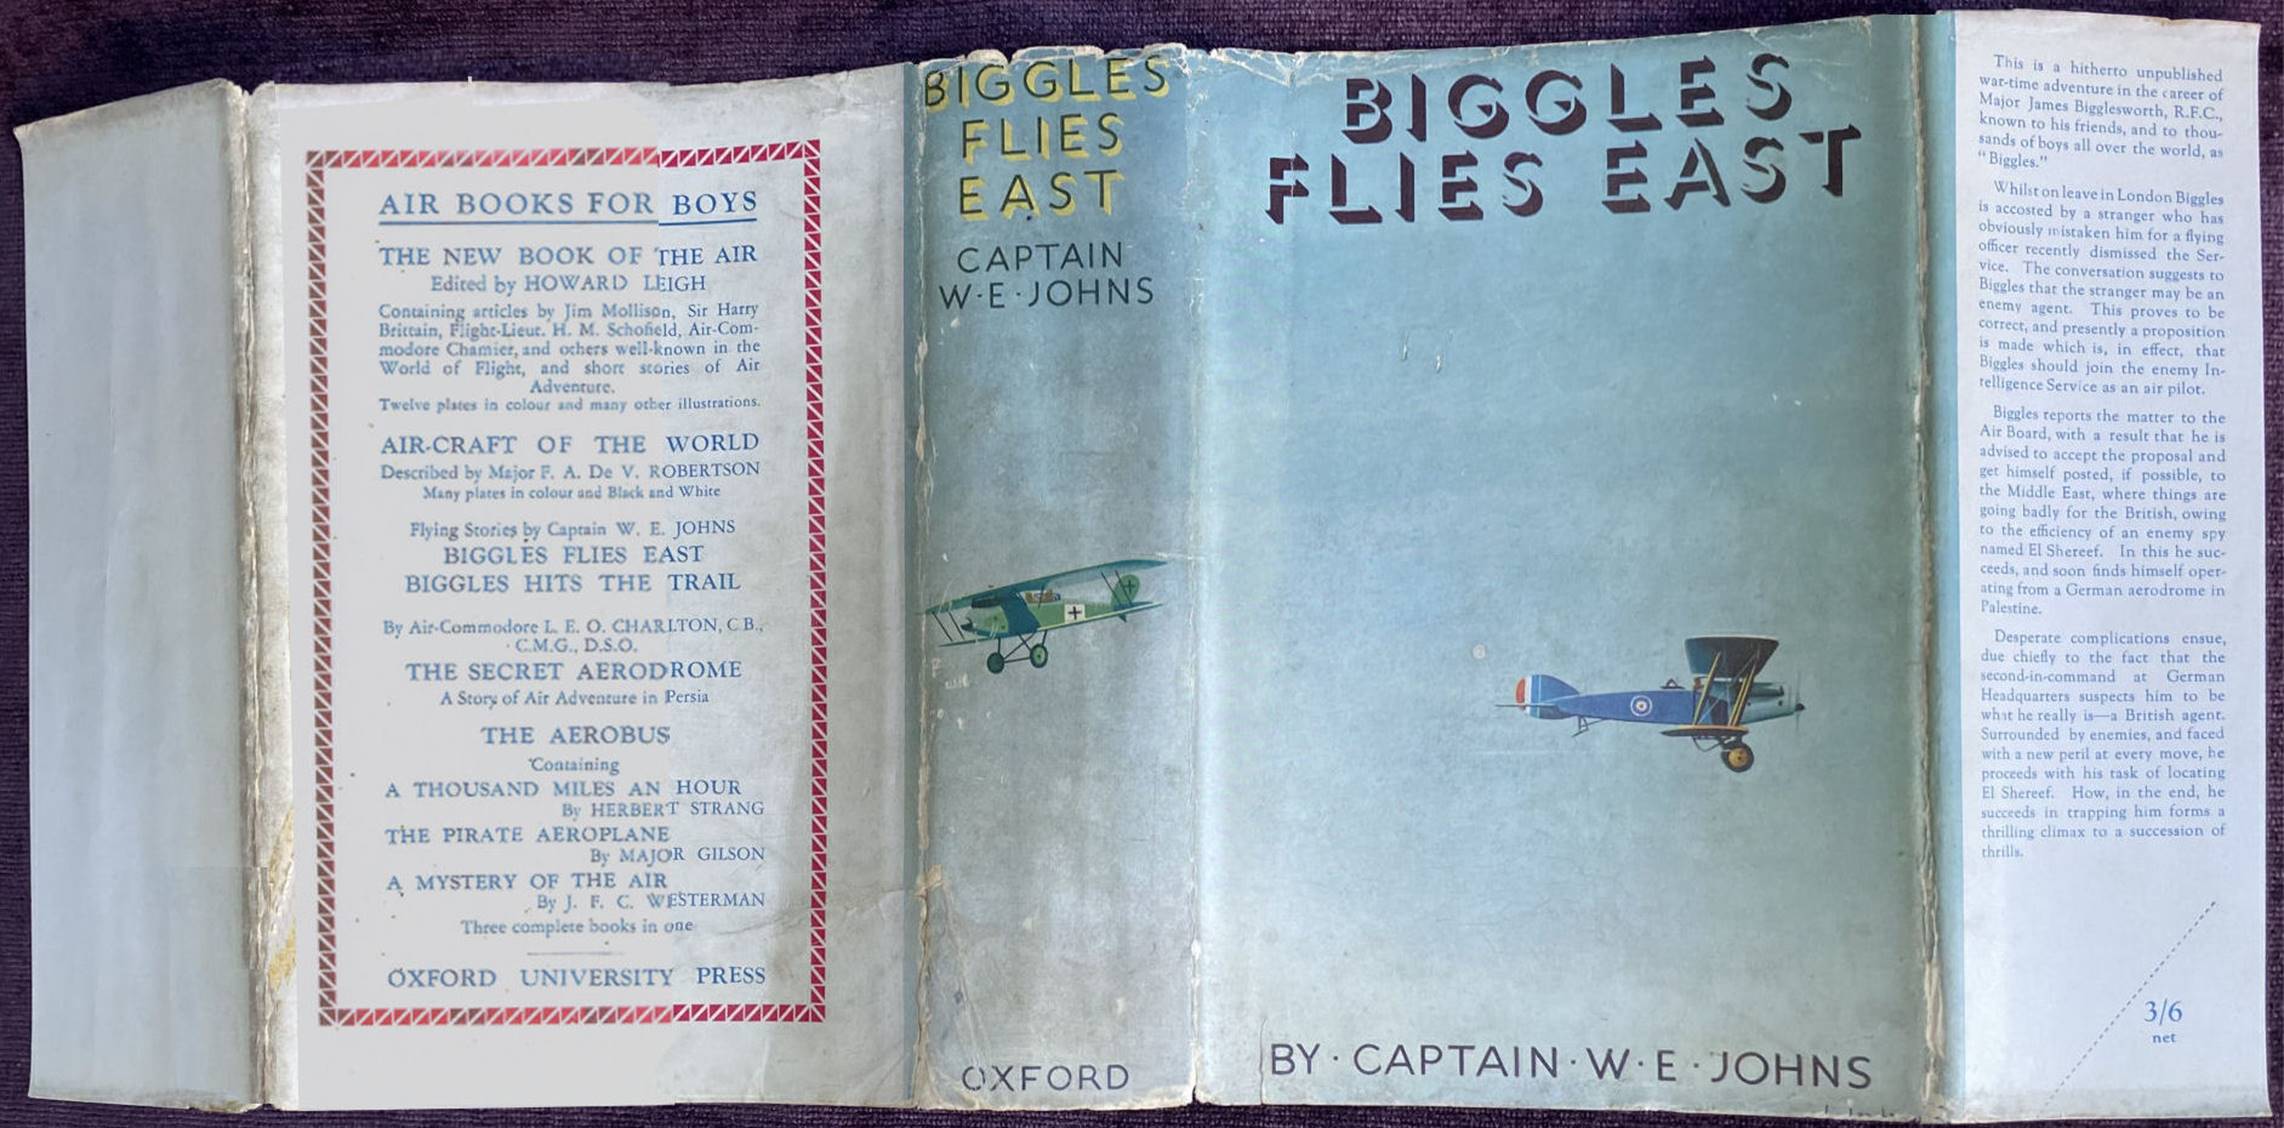 AIR BOOKS FOR BOYS
THE NEW BOOK OF THE AIR
Edited by HOWARD LEIGH
Containing articles by Jim Mollison, Sir Harry
Brittain, Flight-Lieut. H. M. Schofield, Air-Com-
modore Chamier, and others well-known in the
World of Flight, and short stories of Air
Adventure.
Twelve plates in colour and many other illustrations.
AIR-CRAFT OF THE WORLD
Described by Major F. A. De V. ROBERTSON
Many plates in colour and Black and White
Flying Stories by Captain W. E. JOHNS
BIGGLES FLIES EAST
BIGGLES HITS THE TRAIL
By Air-Commodore L. E. O. CHARLTON, C.B.,
C.M.G., D.S.O.
THE SECRET AERODROME
A Story of Air Adventure in Persia
THE AEROBUS
Containing
A THOUSAND MILES AN HOUR
By HERBERT STRANG
THE PIRATE AEROPLANE
By MAJOR GILSON
A MYSTERY OF THE AIR
By J. F. C. WESTERMAN
Three complete books in one
OXFORD UNIVERSITY PRESS
BIGGLES
FLIES
EAST
CAPTAIN
W·E·JOHNS
OXFORD
BIGGLES
FLIES EAST
BY · CAPTAIN · W · E · JOHNS
This is a hitherto unpublished
war-time adventure in the career of
Major James Bigglesworth, R.F.C.,
known to his friends, and to thou-
sands of boys all over the world, as
"Biggles."
Whilst on leave in London Biggles
is accosted by a stranger who has
obviously mistaken him for a flying
officer recently dismissed the Ser-
vice. The conversation suggests to
Biggles that the stranger may be an
enemy agent. This proves to be
correct, and presently a proposition
is made which is, in effect, that
Biggles should join the enemy In-
telligence Service as an air pilot.
Biggles reports the matter to the
Air Board, with a result that he is
advised to accept the proposal and
get himself posted, if possible, to
the Middle East, where things are
going badly for the British, owing
to the efficiency of an enemy spy
named El Shereef. In this he suc-
ceeds, and soon finds himself oper-
ating from a German aerodrome in
Palestine.
Desperate complications ensue,
due chiefly to the fact that the
second-in-command at German
Headquarters suspects him to be
what he really is—a British agent.
Surrounded by enemies, and faced
with a new peril at every move, he
proceeds with his task of locating
El Shereef. How, in the end, he
succeeds in trapping him forms a
thrilling climax to a succession of
thrills.
3/6
net